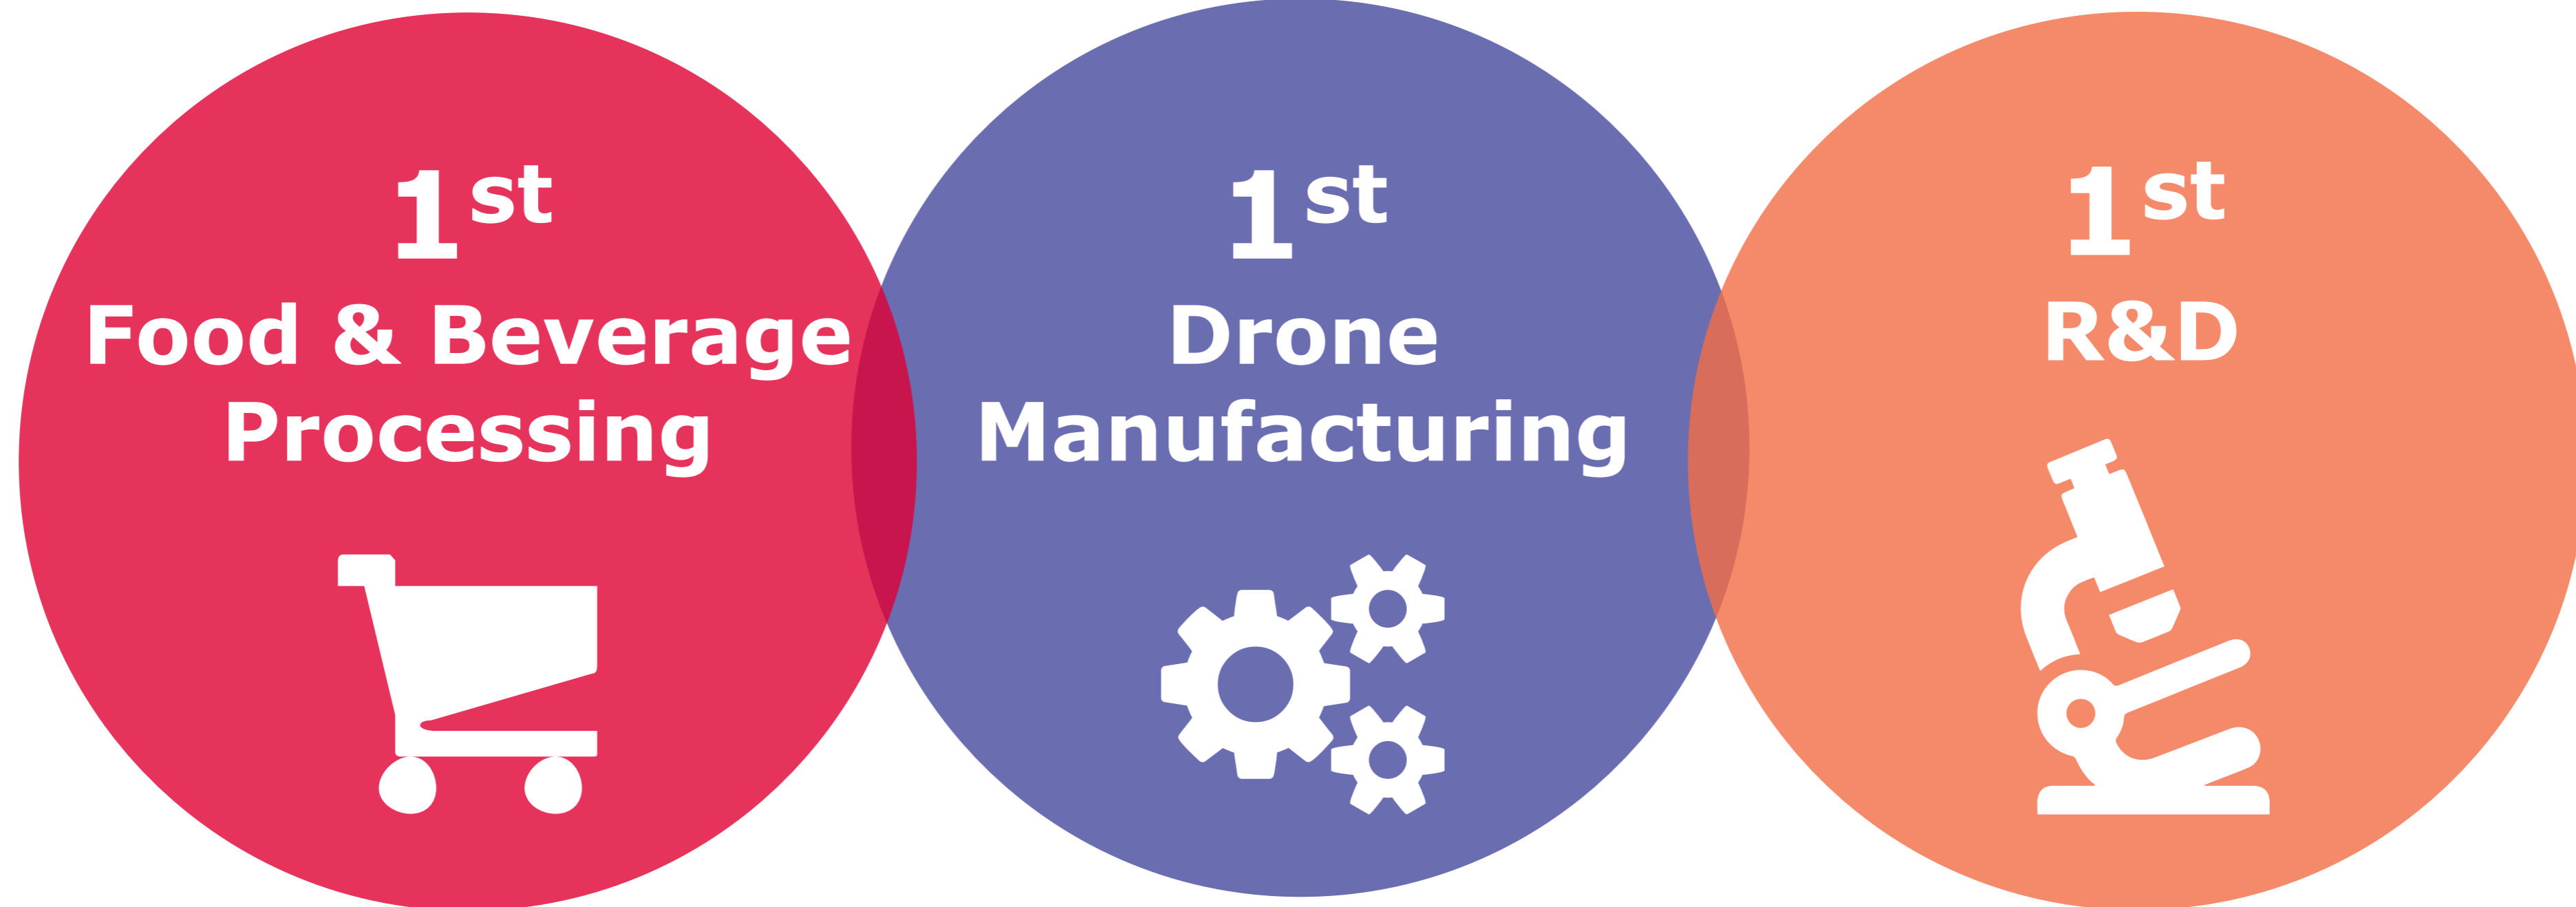 1st
Food & Beverage
Processing
1st
Drone
Manufacturing
1st
R&D